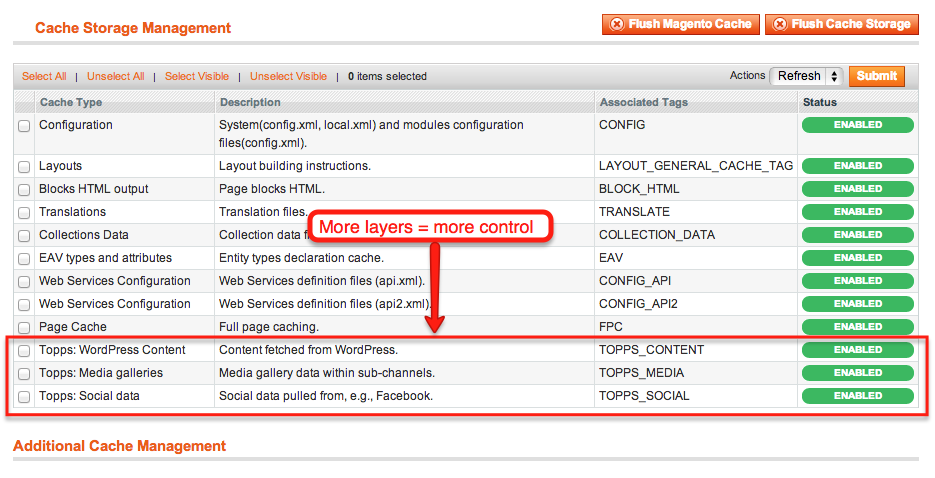 Cache Storage Management
Flush Magento Cache
Flush Cache Storage
Select All | Unselect All | Select Visible | Unselect Visible | 0 items selected
Actions Refresh Submit
Cache Type Description Associated Tags Status
Configuration System(config.xml, local.xml) and modules configuration CONFIG ENABLED
files(config.xml).
Layouts Layout building instructions. LAYOUT_GENERAL_CACHE_TAG ENABLED
Blocks HTML output Page blocks HTML. BLOCK_HTML ENABLED
Translations Translation files. TRANSLATE ENABLED
More layers = more control
Collections Data Collection data COLLECTION_DATA ENABLED
EAV types and attributes Entity types declaration cache. EAV ENABLED
Web Services Configuration Web Services definition files (api.xml). CONFIG_API ENABLED
Web Services Configuration Web Services definition files (api2.xml). CONFIG_API2 ENABLED
Page Cache Full page caching. FPC ENABLED
Topps: WordPress Content Content fetched from WordPress. TOPPS_CONTENT ENABLED
Topps: Media galleries Media gallery data within sub-channels. TOPPS_MEDIA ENABLED
Topps: Social data Social data pulled from, e.g., Facebook. TOPPS_SOCIAL ENABLED
Additional Cache Management